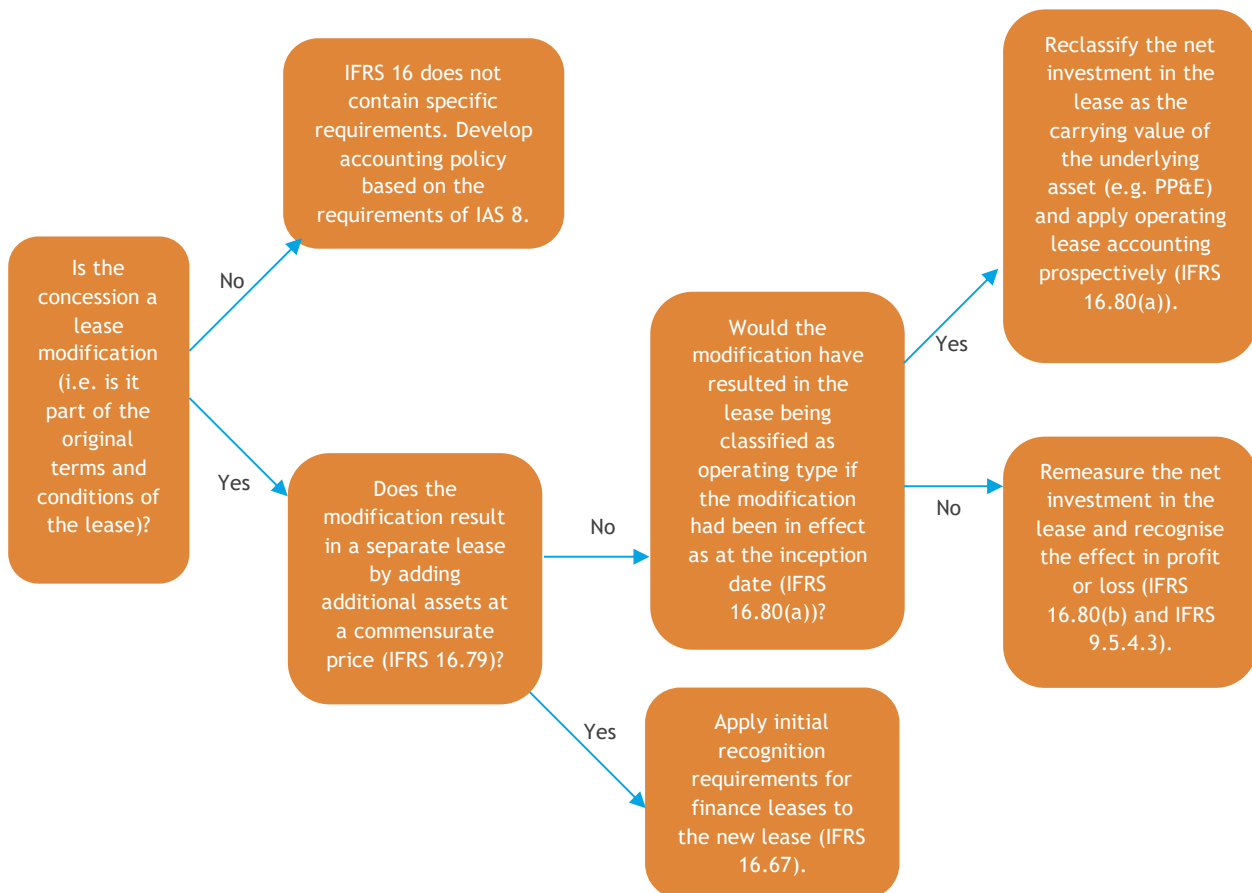 Is the
concession a
lease
modification
(i.e. is it
part of the
original
terms and
conditions of
the lease)?
No
IFRS 16 does not
contain specific
requirements. Develop
accounting policy
based on the
requirements of IAS 8.
Yes
Does the
modification result
in a separate lease
by adding
additional assets at
a commensurate
price (IFRS 16.79)?
No
Would the
modification have
resulted in the
lease being
classified as
operating type if
the modification
had been in effect
as at the inception
date (IFRS
16.80(a))?
Yes
Reclassify the net
investment in the
lease as the
carrying value of
the underlying
asset (e.g. PP&E)
and apply operating
lease accounting
prospectively (IFRS
16.80(a)).
No
Remeasure the net
investment in the
lease and recognise
the effect in profit
or loss (IFRS
16.80(b) and IFRS
9.5.4.3).
Yes
Apply initial
recognition
requirements for
finance leases to
the new lease (IFRS
16.67).